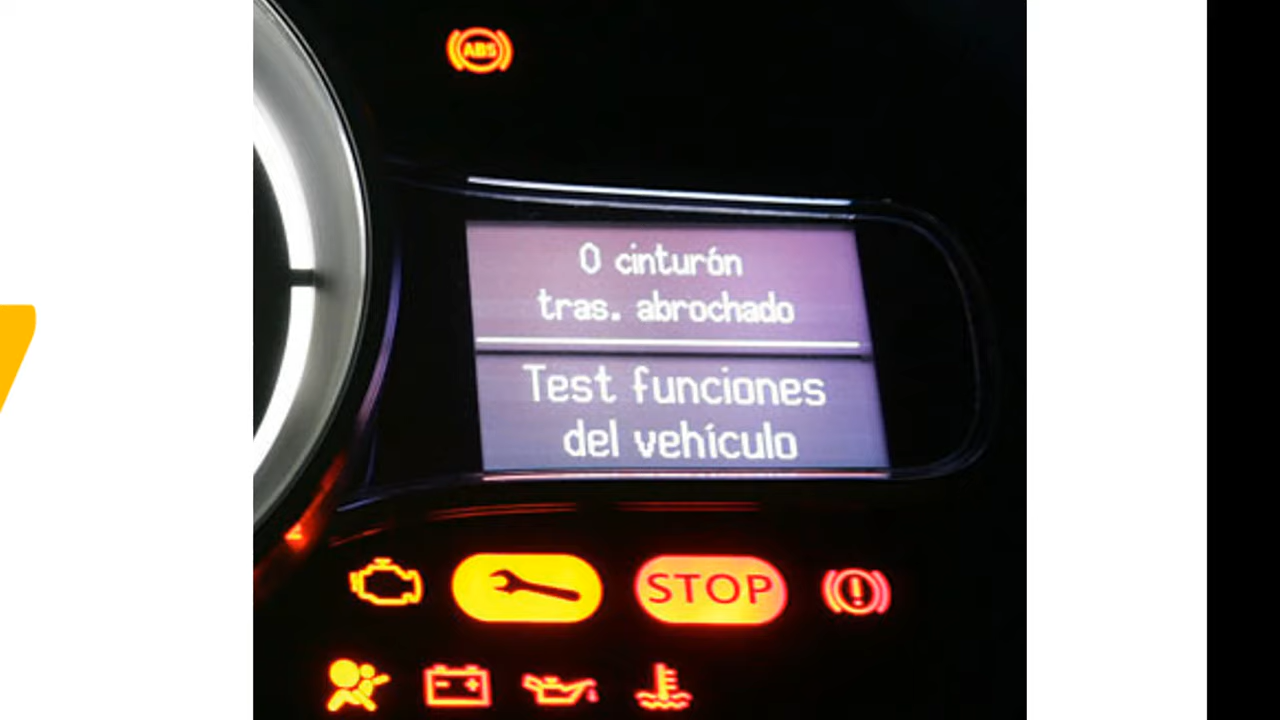 ABS
0 cinturón
tras. abrochado
Test funciones
del vehículo
STOP